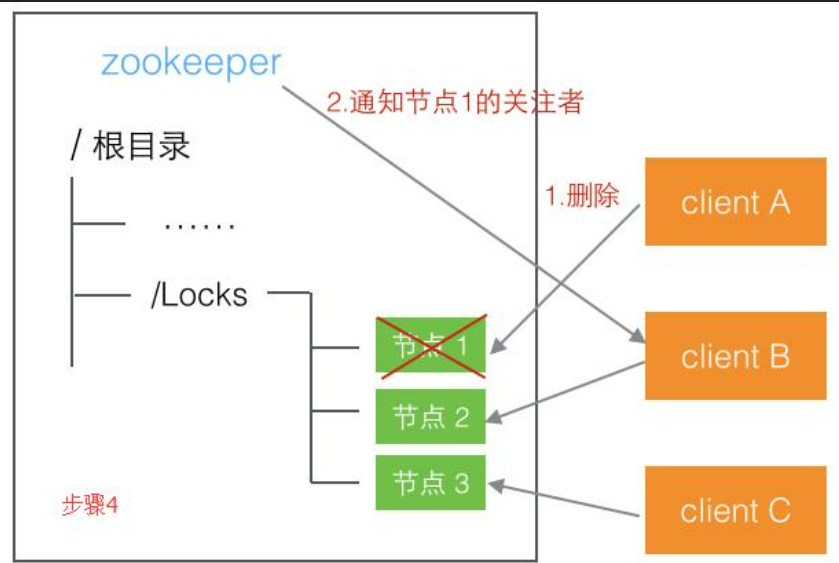 zookeeper
2.通知节点1的关注者
/ 根目录
1.删除
client A
……
/Locks
节点 1
client B
节点 2
节点 3
步骤4
client C